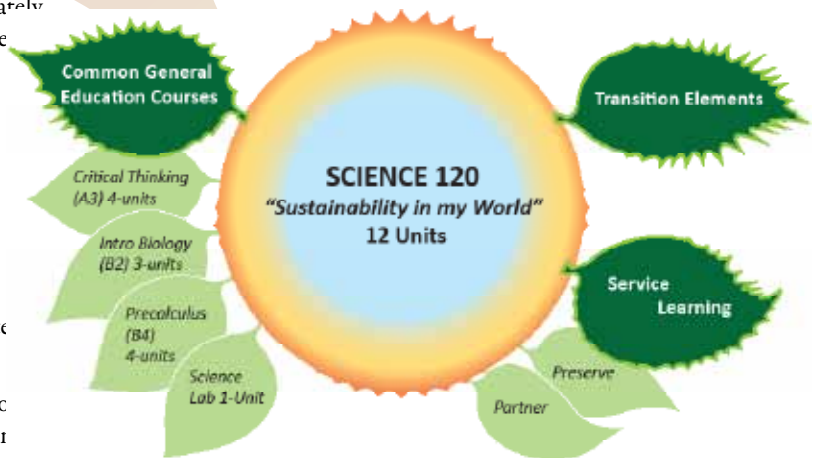 Common General
Education Courses
Critical Thinking
(A3) 4-units
Intro Biology
(B2) 3-units
Precalculus
(B4)
4-units
Science
Lab 1-Unit
SCIENCE 120
“Sustainability in my World”
12 Units
Transition Elements
Service
Learning
Preserve
Partner